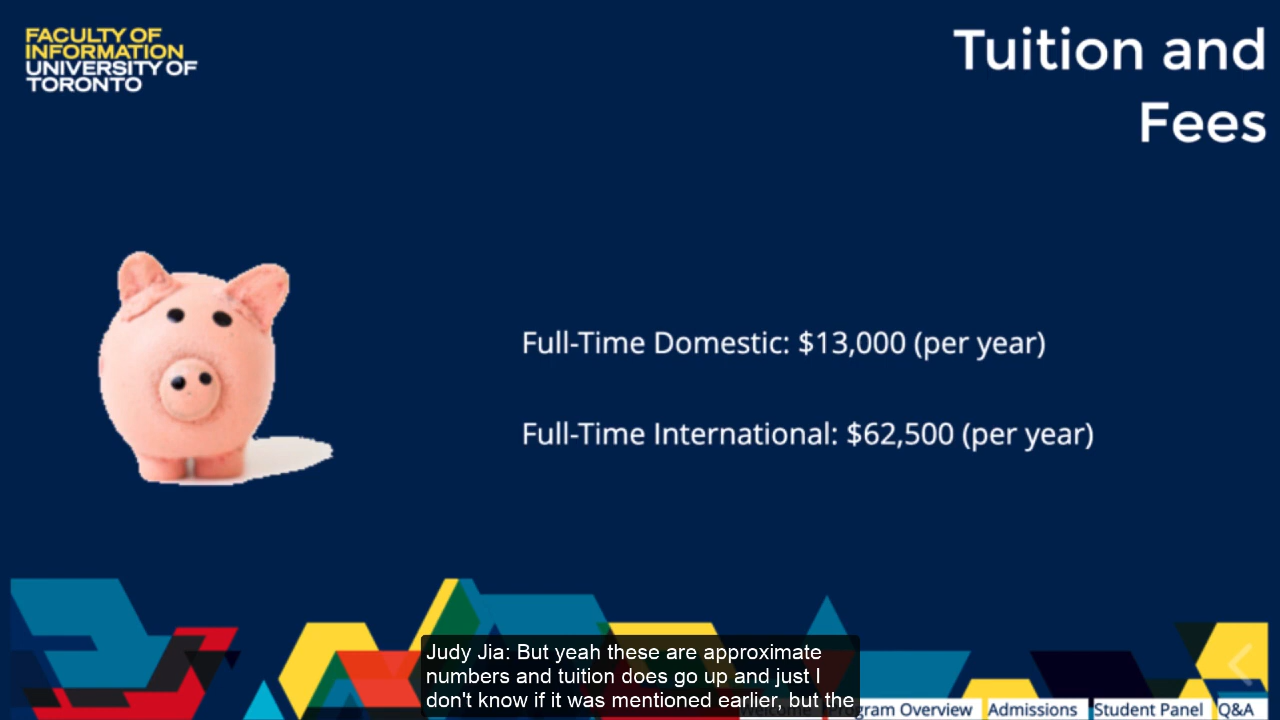 FACULTY OF
INFORMATION
UNIVERSITY OF
TORONTO
Tuition and
Fees
Full-Time Domestic: $13,000 (per year)
Full-Time International: $62,500 (per year)
Judy Jia: But yeah these are approximate
numbers and tuition does go up and just I
don't know if it was mentioned earlier, but the
Overview Admissions Student Panel Q&A